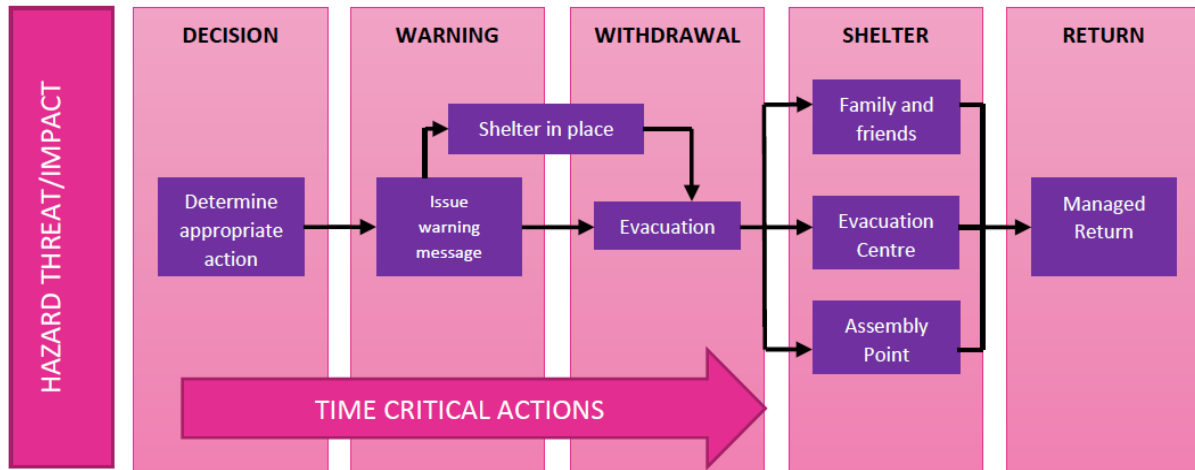 HAZARD THREAT/IMPACT
DECISION
WARNING
WITHDRAWAL
SHELTER
RETURN
Determine
appropriate
action
Issue
warning
message
Shelter in place
Evacuation
Family and
friends
Evacuation
Centre
Assembly
Point
Managed
Return
TIME CRITICAL ACTIONS